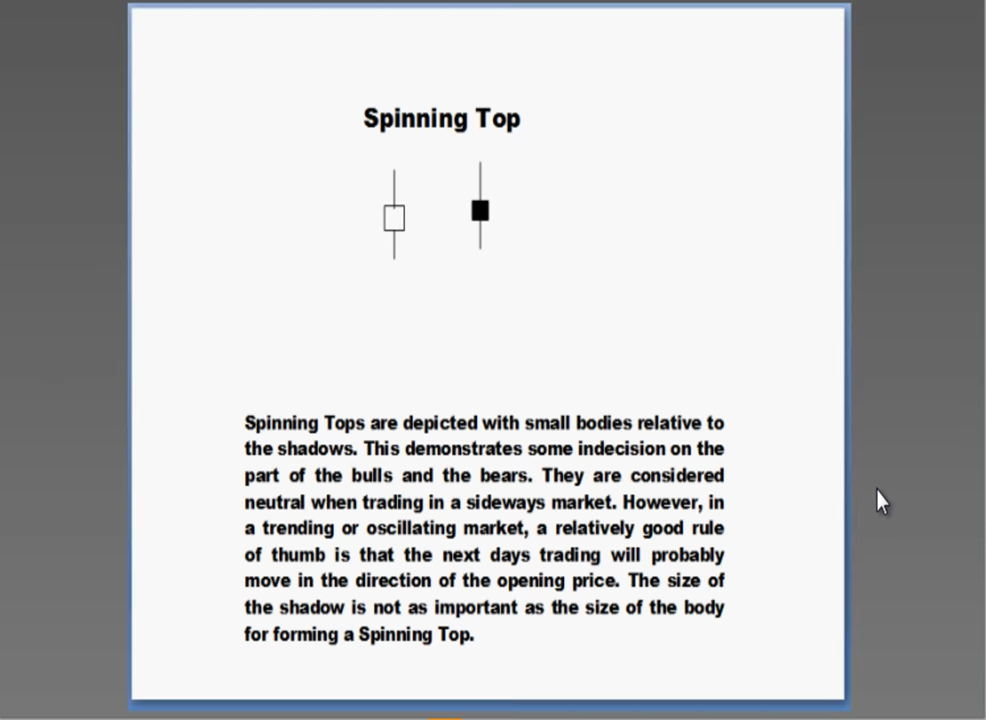 Spinning Top
Spinning Tops are depicted with small bodies relative to
the shadows. This demonstrates some indecision on the
part of the bulls and the bears. They are considered
neutral when trading in a sideways market. However, in
a trending or oscillating market, a relatively good rule
of thumb is that the next days trading will probably
move in the direction of the opening price. The size of
the shadow is not as important as the size of the body
for forming a Spinning Top.